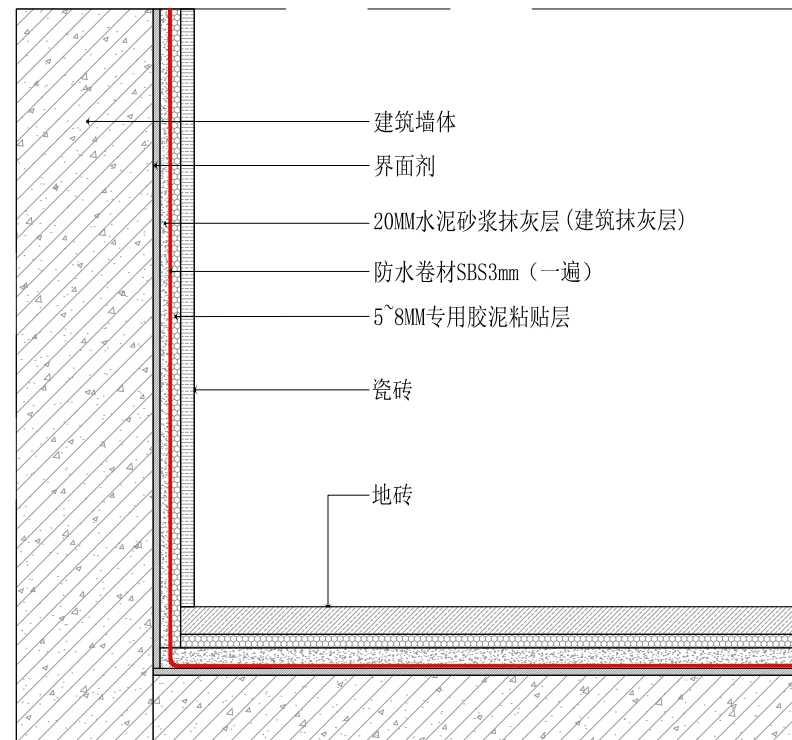 建筑墙体
界面剂
20MM水泥砂浆抹灰层(建筑抹灰层)
防水卷材SBS3mm（一遍）
5~8MM专用胶泥粘贴层
瓷砖
地砖